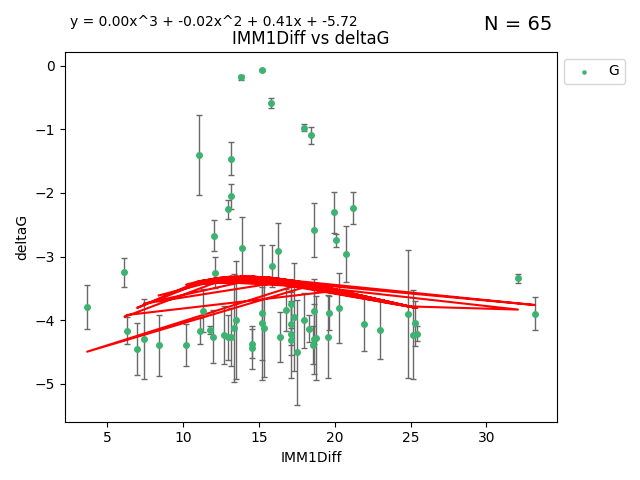 y = 0.00x^3 + -0.02x^2 + 0.41x + -5.72
N = 65
IMM1Diff vs deltaG
G
deltaG
0
−1
−2
−3
−4
−5
5 10 15 20 25 30
IMM1Diff